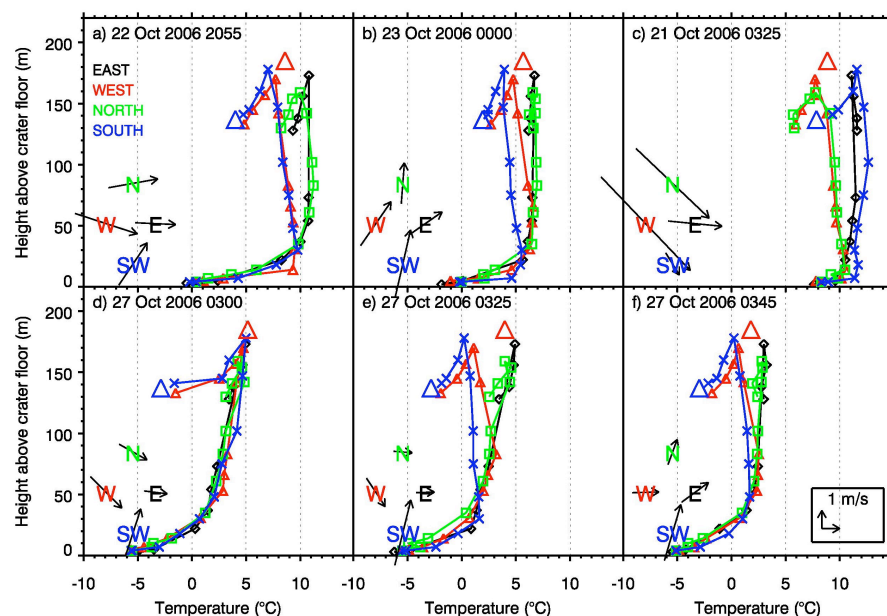 a) 22 Oct 2006 2055
b) 23 Oct 2006 0000
c) 21 Oct 2006 0325
EAST
WEST
NORTH
SOUTH
N
W
E
SW
N
W
E
SW
N
W
E
SW
Height above crater floor (m)
200
150
100
50
0
d) 27 Oct 2006 0300
e) 27 Oct 2006 0325
f) 27 Oct 2006 0345
N
W
E
SW
N
W
E
SW
N
W
E
SW
1 m/s
Height above crater floor (m)
200
150
100
50
0
-10 -5 0 5 10 -10 -5 0 5 10 -10 -5 0 5 10 15
Temperature (°C) Temperature (°C) Temperature (°C)